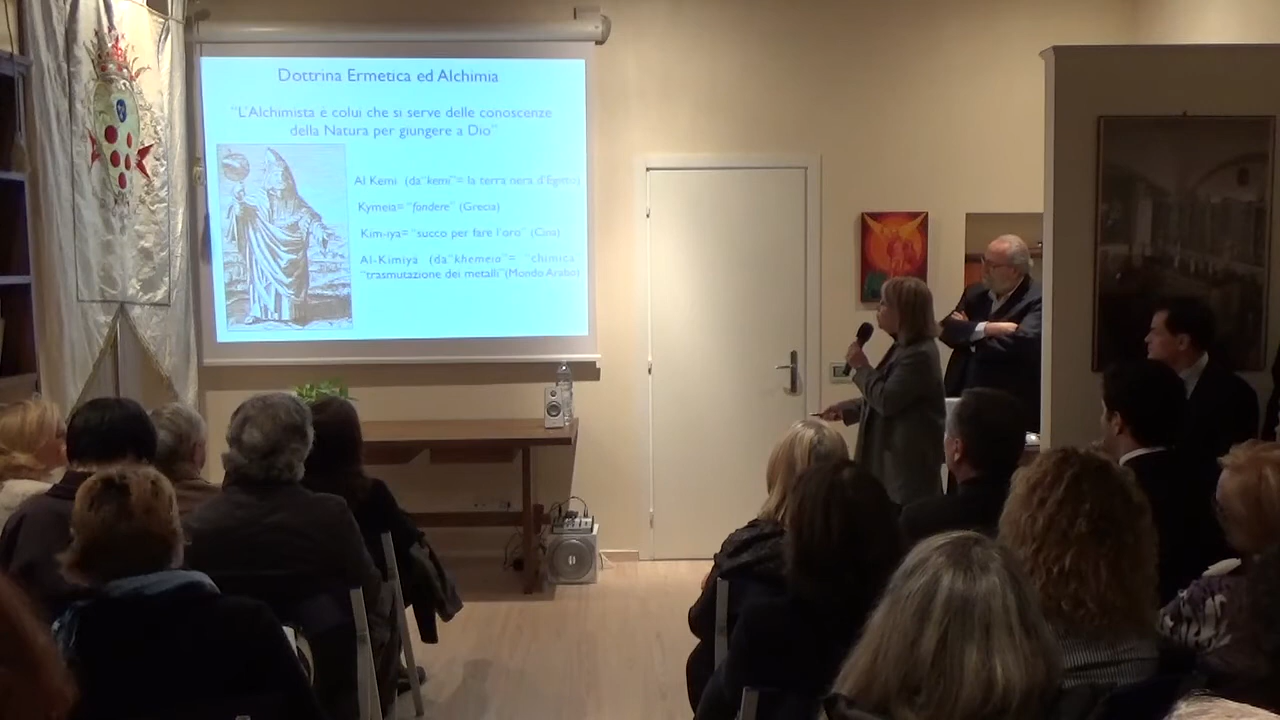 Dottrina Ermetica ed Alchimia
"L'Alchimista è colui che si serve delle conoscenze
della Natura per giungere a Dio"
Al Kemi (da "kemi" = la terra nera d'Egitto)
Kymeia= "fondere" (Grecia)
Kim-iya= "succo per fare l'oro" (Cina)
Al-Kimiya (da "khemeia"= "chimica
"trasmutazione dei metalli" (Mondo Arabo)